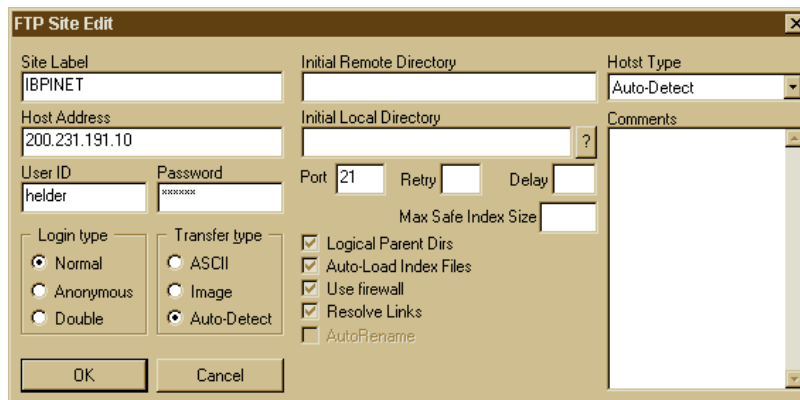 FTP Site Edit
Site Label
IBPINET
Host Address
200.231.191.10
User ID
helder
Password
××××××
Login type
Normal
Anonymous
Double
Transfer type
ASCII
Image
Auto-Detect
OK
Cancel
Initial Remote Directory
Initial Local Directory
?
Port 21 Retry Delay
Max Safe Index Size
Logical Parent Dirs
Auto-Load Index Files
Use firewall
Resolve Links
AutoRename
Hotst Type
Auto-Detect
Comments